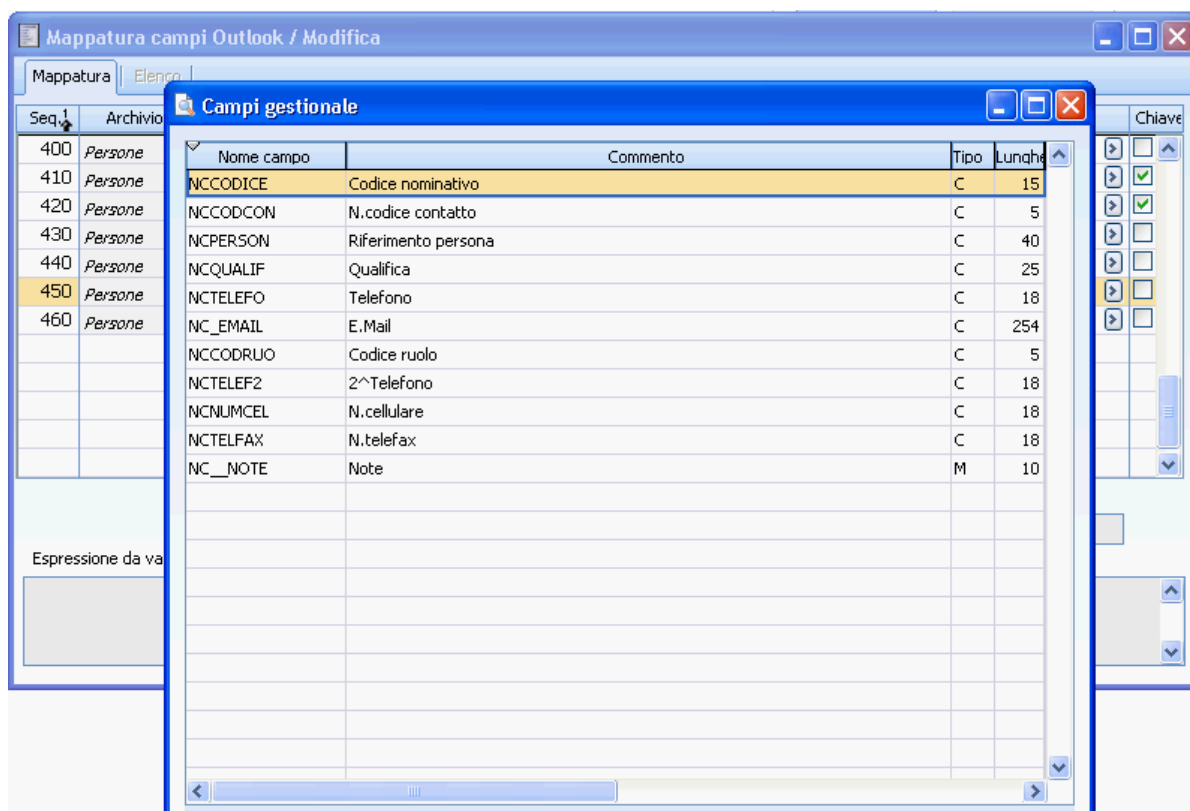 Mappatura campi Outlook / Modifica
Mappatura Elenco
Seq.1 Archivio Chiave
Campi gestionale
Nome campo Commento Tipo Lunghe
400 Persone
NCCODICE Codice nominativo C 15
410 Persone
NCCODCON N.codice contatto C 5
420 Persone
NCPERSON Riferimento persona C 40
430 Persone
NCQUALIF Qualifica C 25
440 Persone
NCTELEFO Telefono C 18
450 Persone
NC_EMAIL E.Mail C 254
460 Persone
NCCODRUO Codice ruolo C 5
NCTELEF2 2^Telefono C 18
NCNUMCEL N.cellulare C 18
NCTELFAX N.telefax C 18
NC__NOTE Note M 10
Espressione da va